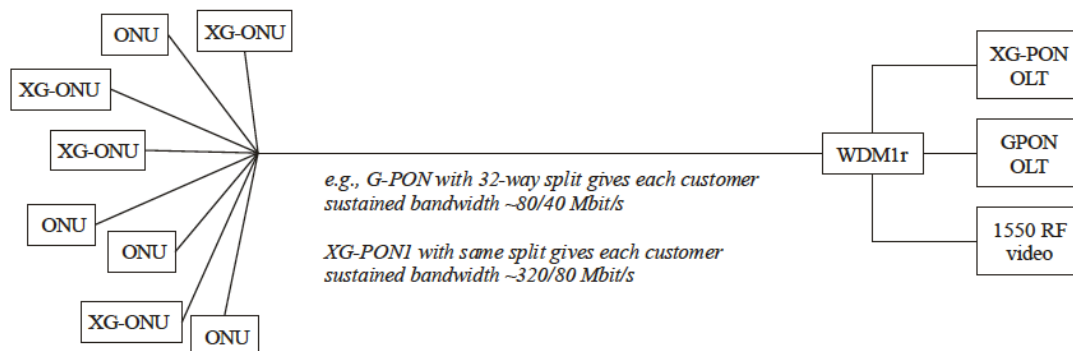 ONU
XG-ONU
XG-ONU
XG-ONU
ONU
ONU
XG-ONU
ONU
e.g., G-PON with 32-way split gives each customer
sustained bandwidth ~80/40 Mbit/s
XG-PON1 with same split gives each customer
sustained bandwidth ~320/80 Mbit/s
WDM1r
XG-PON
OLT
GPON
OLT
1550 RF
video